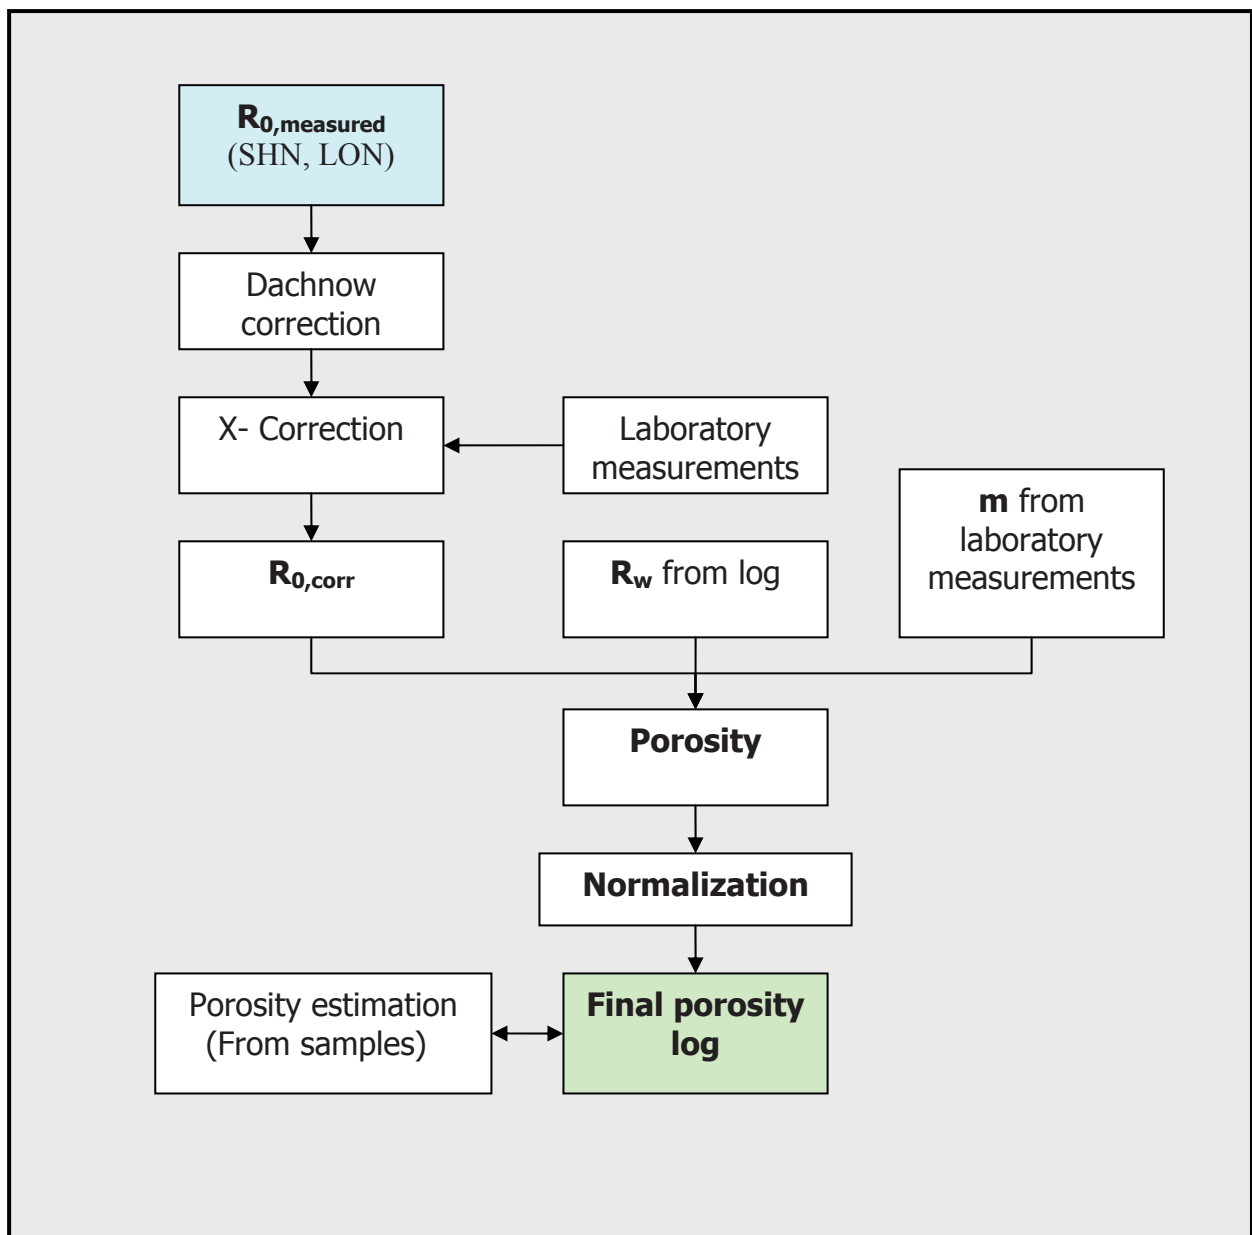 R0,measured
(SHN, LON)
Dachnow
correction
X- Correction
Laboratory
measurements
R0,corr
Rw from log
m from
laboratory
measurements
Porosity
Normalization
Porosity estimation
(From samples)
Final porosity
log